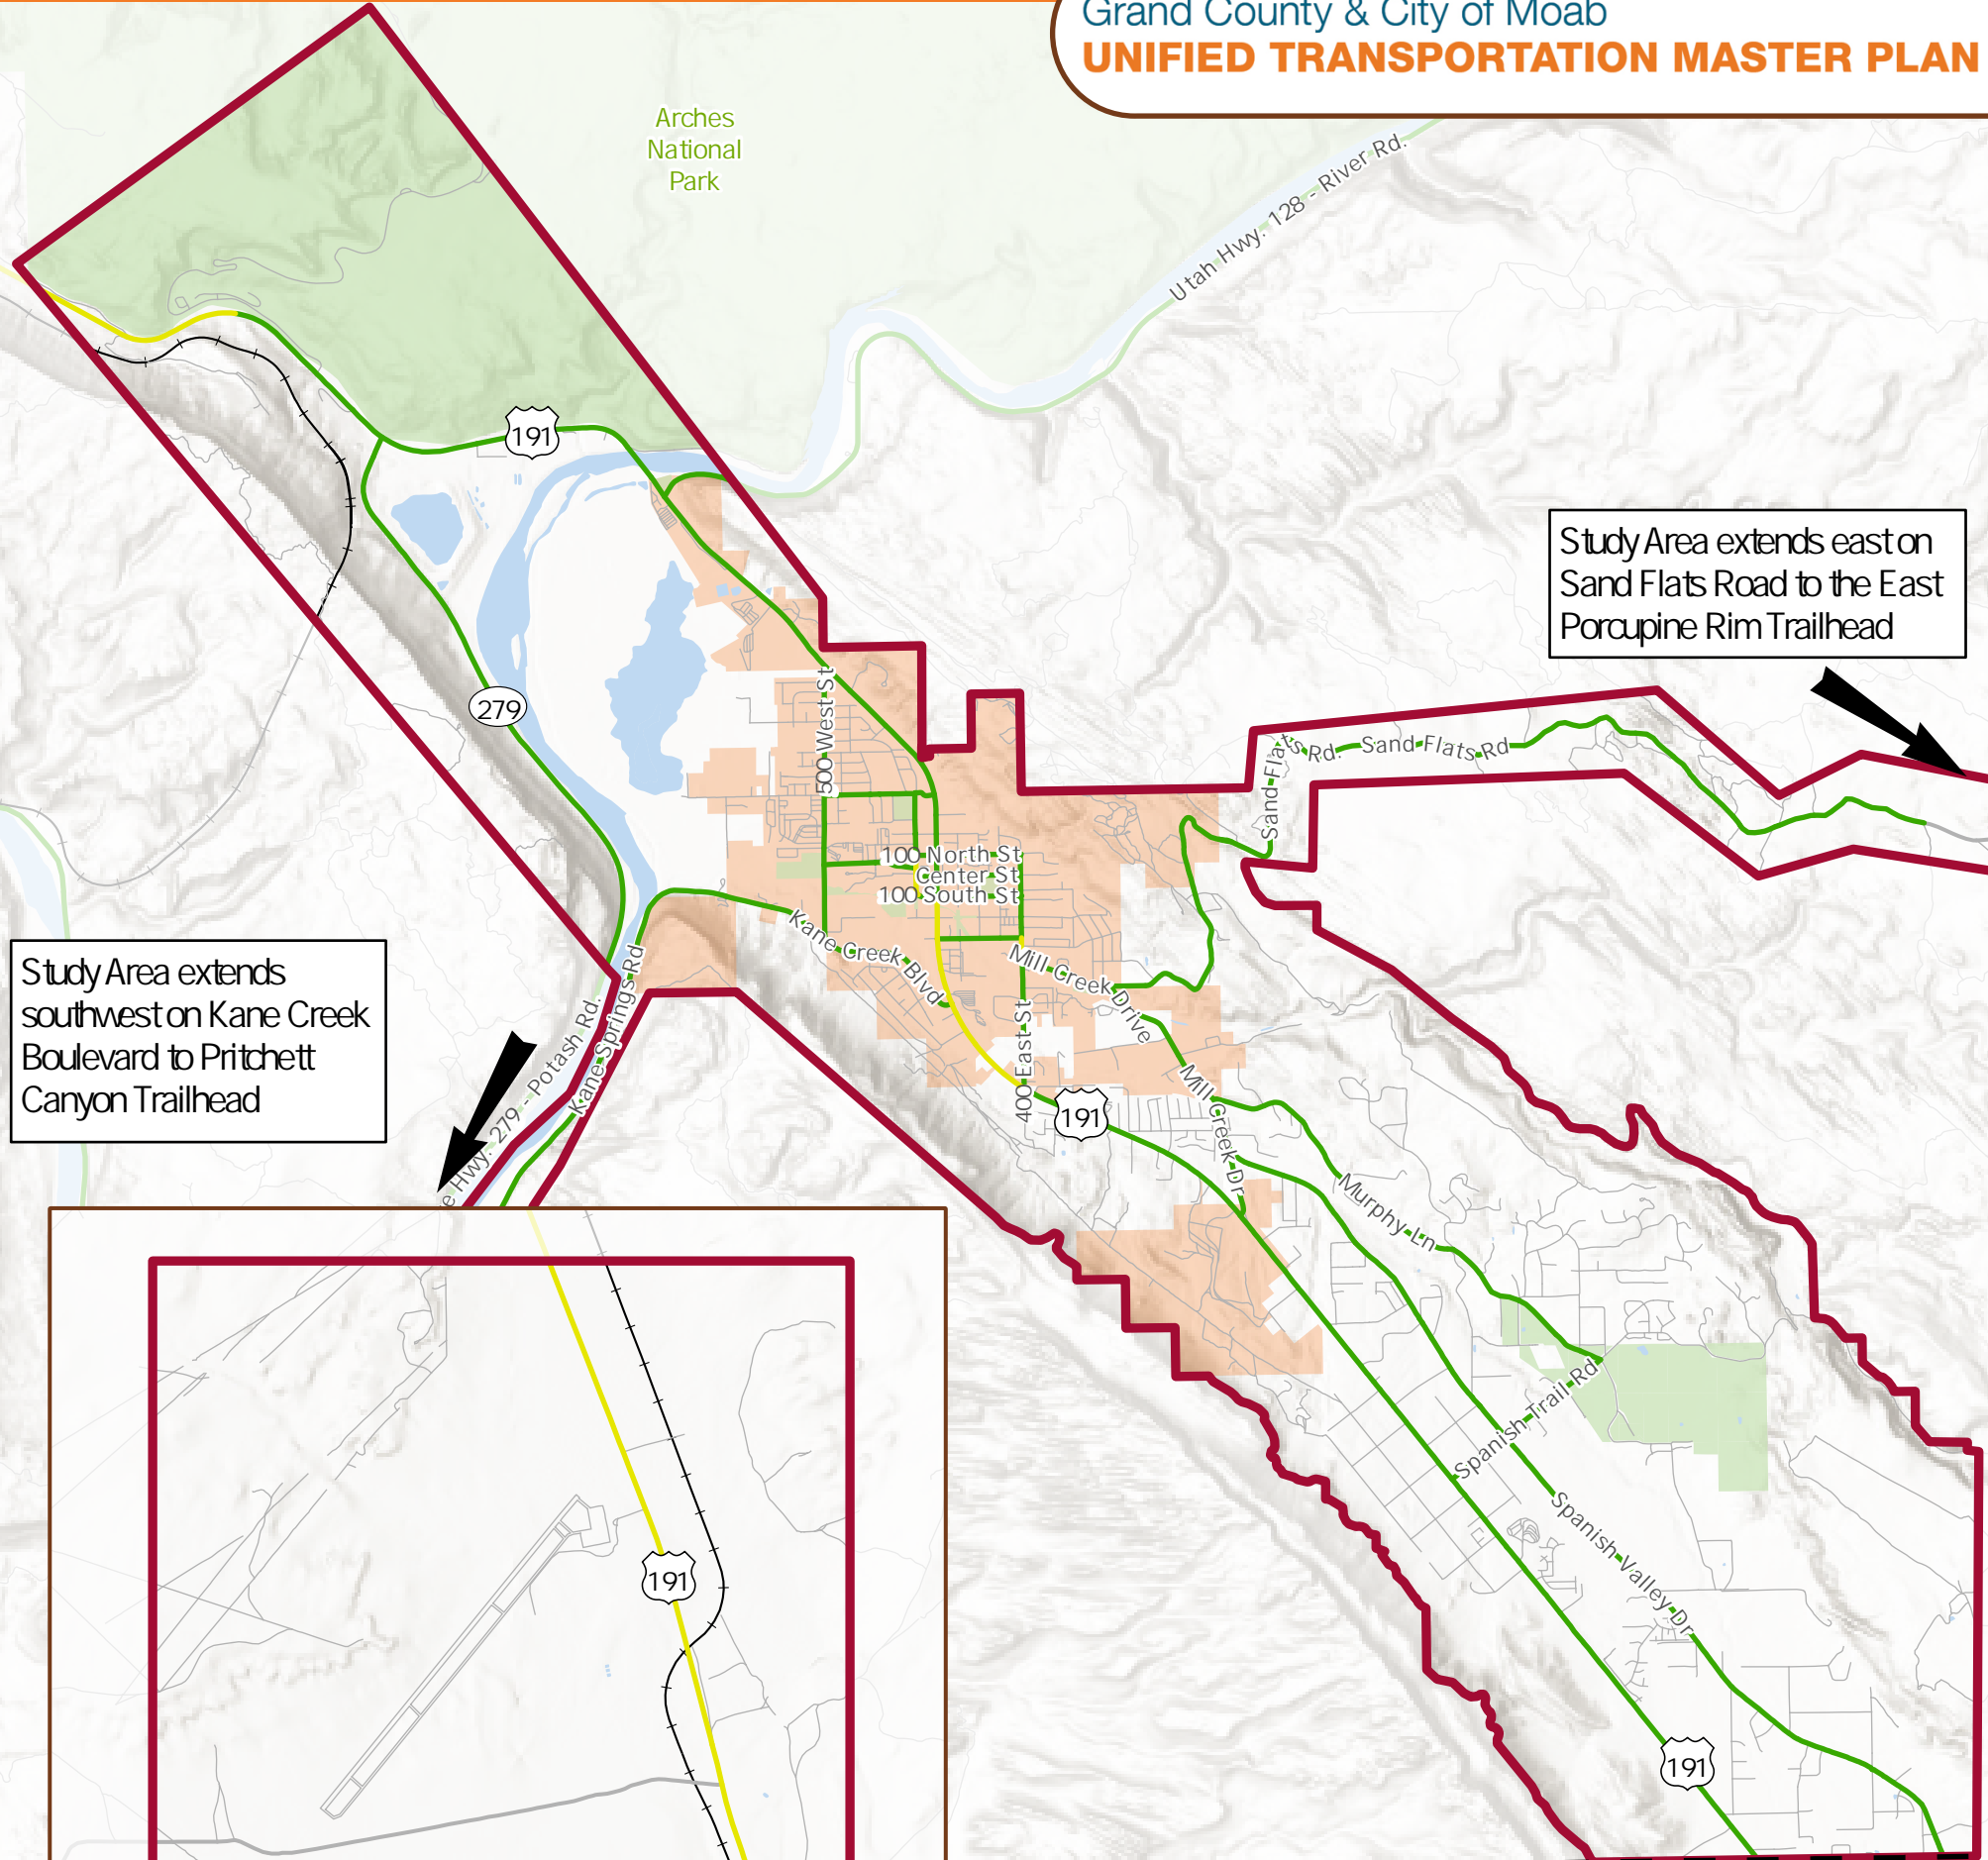 Grand County & City of Moab
UNIFIED TRANSPORTATION MASTER PLAN
Arches
National
Park
Utah Hwy. 128 - River Rd.
191
Study Area extends east on
Sand Flats Road to the East
Porcupine Rim Trailhead
279
500 West St
Sand Flats Rd.
Sand Flats Rd
100 North St
Center St
100 South St
Kane Creek Blvd
Mill Creek Drive
Study Area extends
southwest on Kane Creek
Boulevard to Pritchett
Canyon Trailhead
e Hwy. 279 - Potash Rd.
Kane Springs Rd
400 East St
191
Mill Creek Dr
Murphy Ln
Spanish Trail Rd
Spanish Valley Dr
191
191